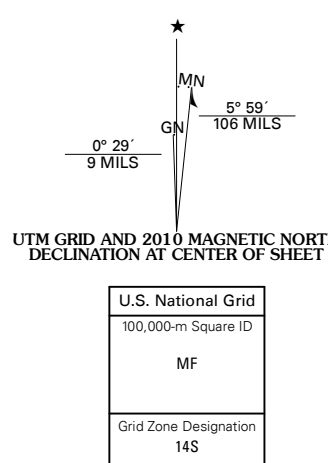 ★
MN
5° 59´
106 MILS
GN
0° 29´
9 MILS
UTM GRID AND 2010 MAGNETIC NORT
DECLINATION AT CENTER OF SHEET
U.S. National Grid
100,000-m Square ID
MF
Grid Zone Designation
14S